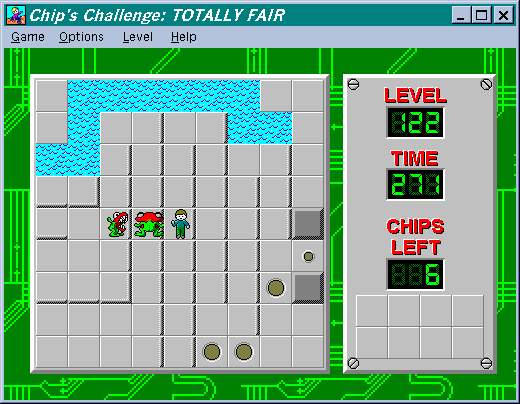 Chip's Challenge: TOTALLY FAIR
Game Options Level Help
LEVEL
122
TIME
271
CHIPS
LEFT
6